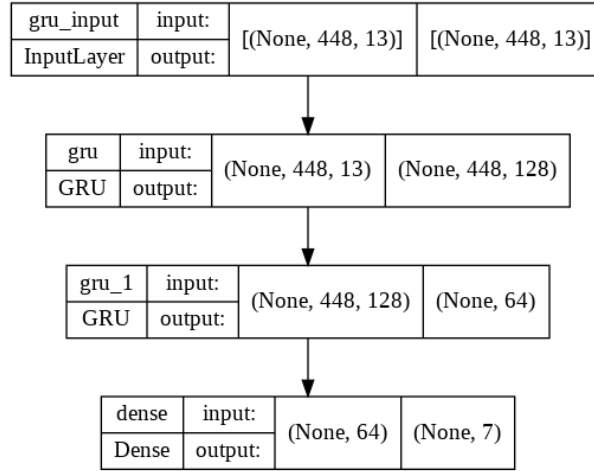 gru_input input: [(None, 448, 13)] [(None, 448, 13)]
InputLayer output:
gru input: (None, 448, 13) (None, 448, 128)
GRU output:
gru_1 input: (None, 448, 128) (None, 64)
GRU output:
dense input: (None, 64) (None, 7)
Dense output: